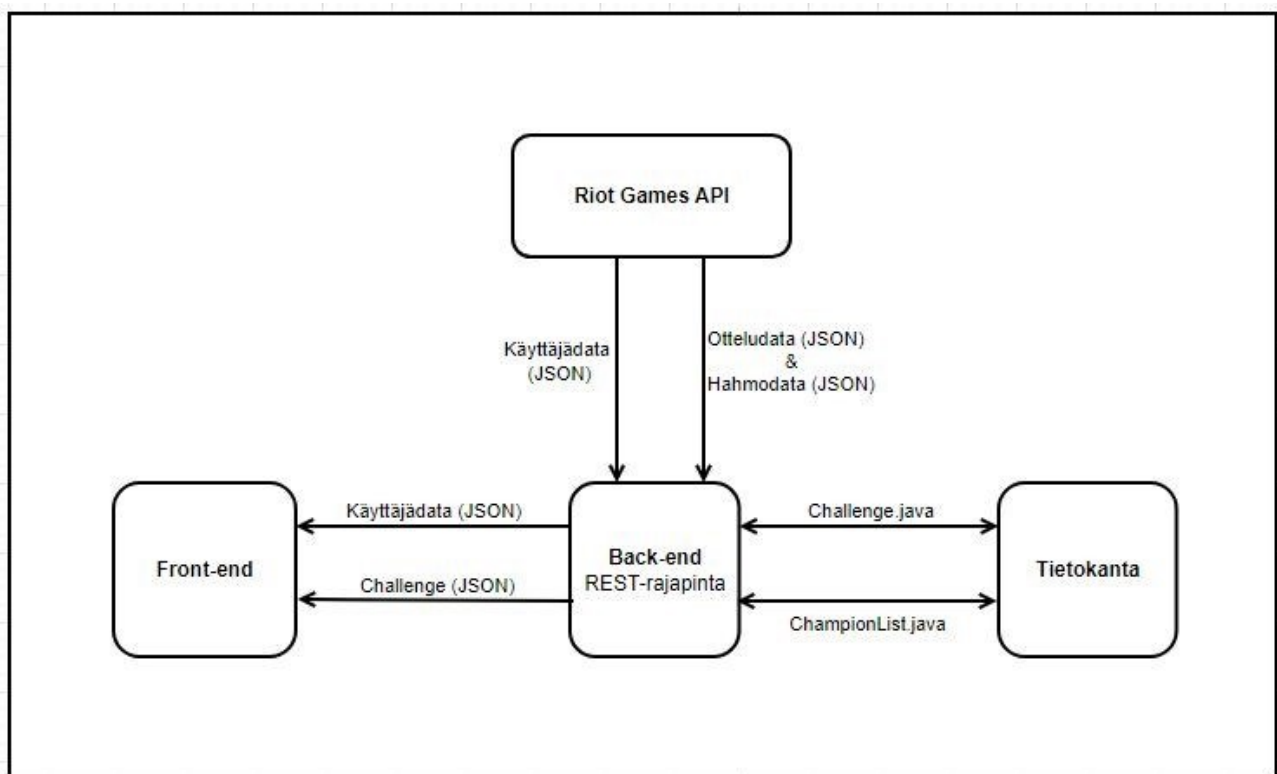 Riot Games API
Käyttäjädata
(JSON)
Otteludata (JSON)
&
Hahmodata (JSON)
Käyttäjädata (JSON)
Challenge (JSON)
Front-end
Back-end
REST-rajapinta
Challenge.java
ChampionList.java
Tietokanta